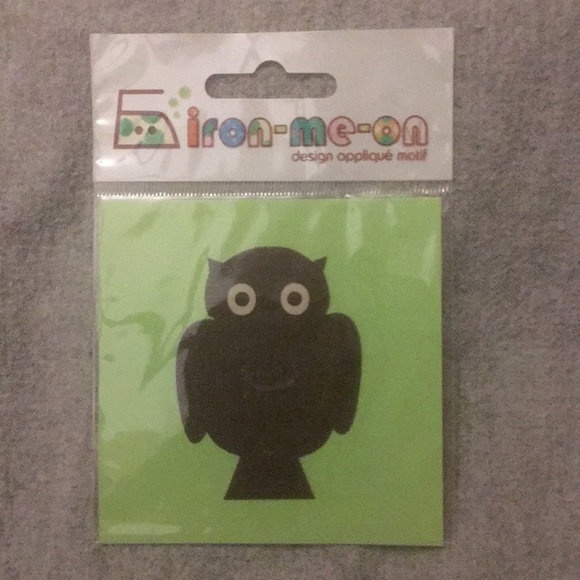 iron-me-on
design appliqué motif